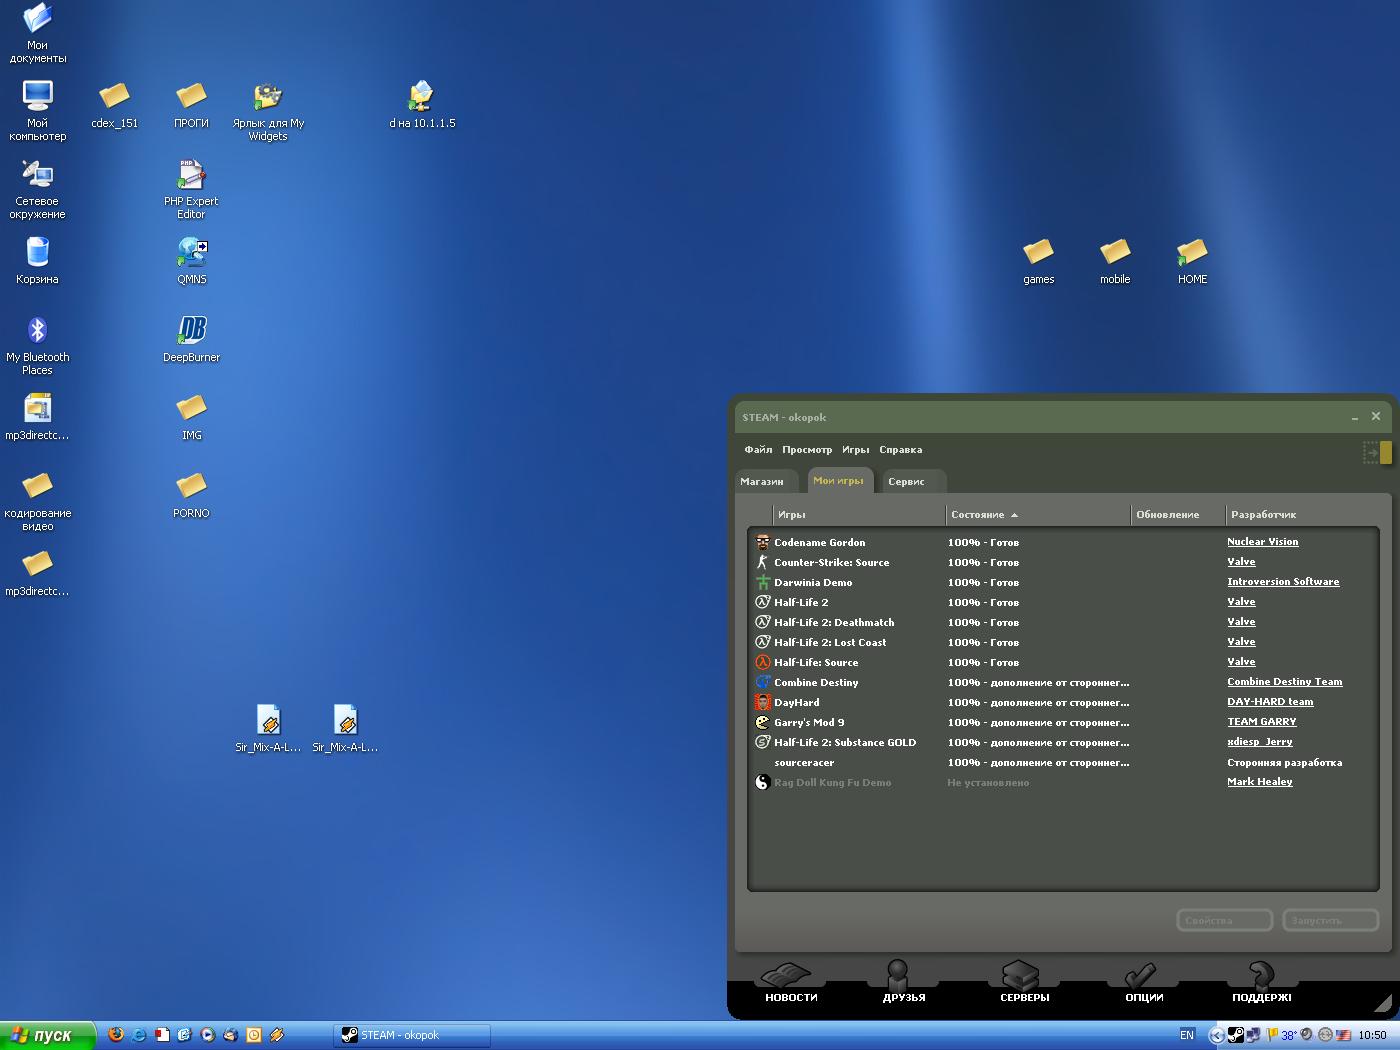 Мои
документы
Мой
компьютер
cdex_151
ПРОГИ
Ярлык для My
Widgets
d на 10.1.1.5
Сетевое
окружение
PHP Expert
Editor
Корзина
QMNS
games
mobile
HOME
My Bluetooth
Places
DeepBurner
mp3directc...
IMG
кодирование
видео
PORNO
mp3directc...
Sir_Mix-A-L...
Sir_Mix-A-L...
STEAM - okopok
Файл Просмотр Игры Справка
Магазин Мои игры Сервис
Игры Состояние Обновление Разработчик
Codename Gordon 100% - Готов Nuclear Vision
Counter-Strike: Source 100% - Готов Valve
Darwinia Demo 100% - Готов Introversion Software
Half-Life 2 100% - Готов Valve
Half-Life 2: Deathmatch 100% - Готов Valve
Half-Life 2: Lost Coast 100% - Готов Valve
Half-Life: Source 100% - Готов Valve
Combine Destiny 100% - дополнение от стороннег... Combine Destiny Team
DayHard 100% - дополнение от стороннег... DAY-HARD team
Garry's Mod 9 100% - дополнение от стороннег... TEAM GARRY
Half-Life 2: Substance GOLD 100% - дополнение от стороннег... xdiesp_Jerry
sourceracer 100% - дополнение от стороннег... Сторонняя разработка
Rag Doll Kung Fu Demo Не установлено Mark Healey
Свойства Запустить
НОВОСТИ ДРУЗЬЯ СЕРВЕРЫ ОПЦИИ ПОДДЕРЖ
пуск STEAM - okopok EN 38° 10:50